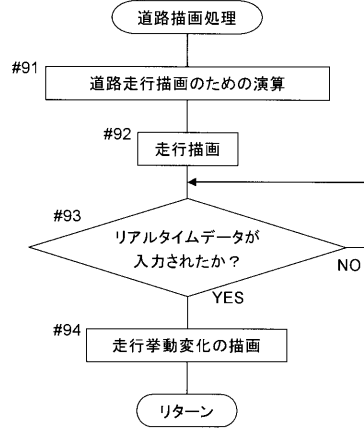 道路描画処理
#91
道路走行描画のための演算
#92
走行描画
#93
リアルタイムデータが
入力されたか?
NO
YES
#94
走行挙動変化の描画
リターン